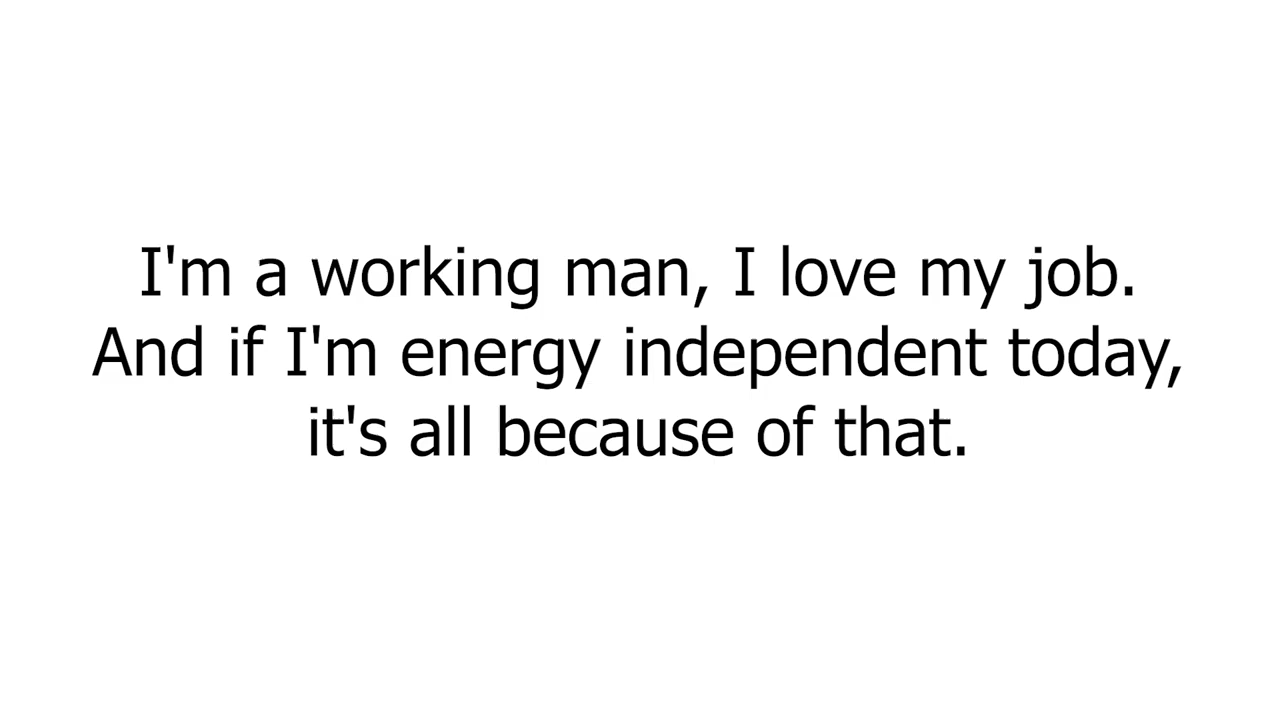 I'm a working man, I love my job.
And if I'm energy independent today,
it's all because of that.